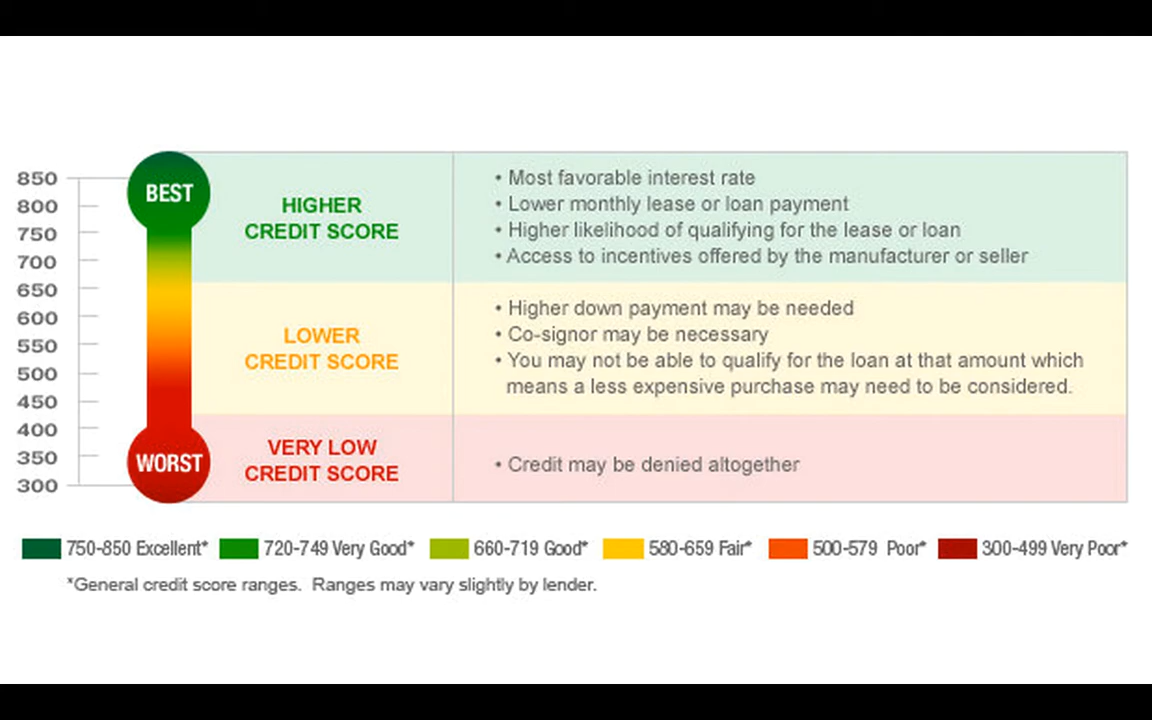 850
800
750
700
650
600
550
500
450
400
350
300
BEST
WORST
HIGHER
CREDIT SCORE
• Most favorable interest rate
• Lower monthly lease or loan payment
• Higher likelihood of qualifying for the lease or loan
• Access to incentives offered by the manufacturer or seller
LOWER
CREDIT SCORE
• Higher down payment may be needed
• Co-signor may be necessary
• You may not be able to qualify for the loan at that amount which
means a less expensive purchase may need to be considered.
VERY LOW
CREDIT SCORE
• Credit may be denied altogether
750-850 Excellent* 720-749 Very Good* 660-719 Good* 580-659 Fair* 500-579 Poor* 300-499 Very Poor*
*General credit score ranges. Ranges may vary slightly by lender.